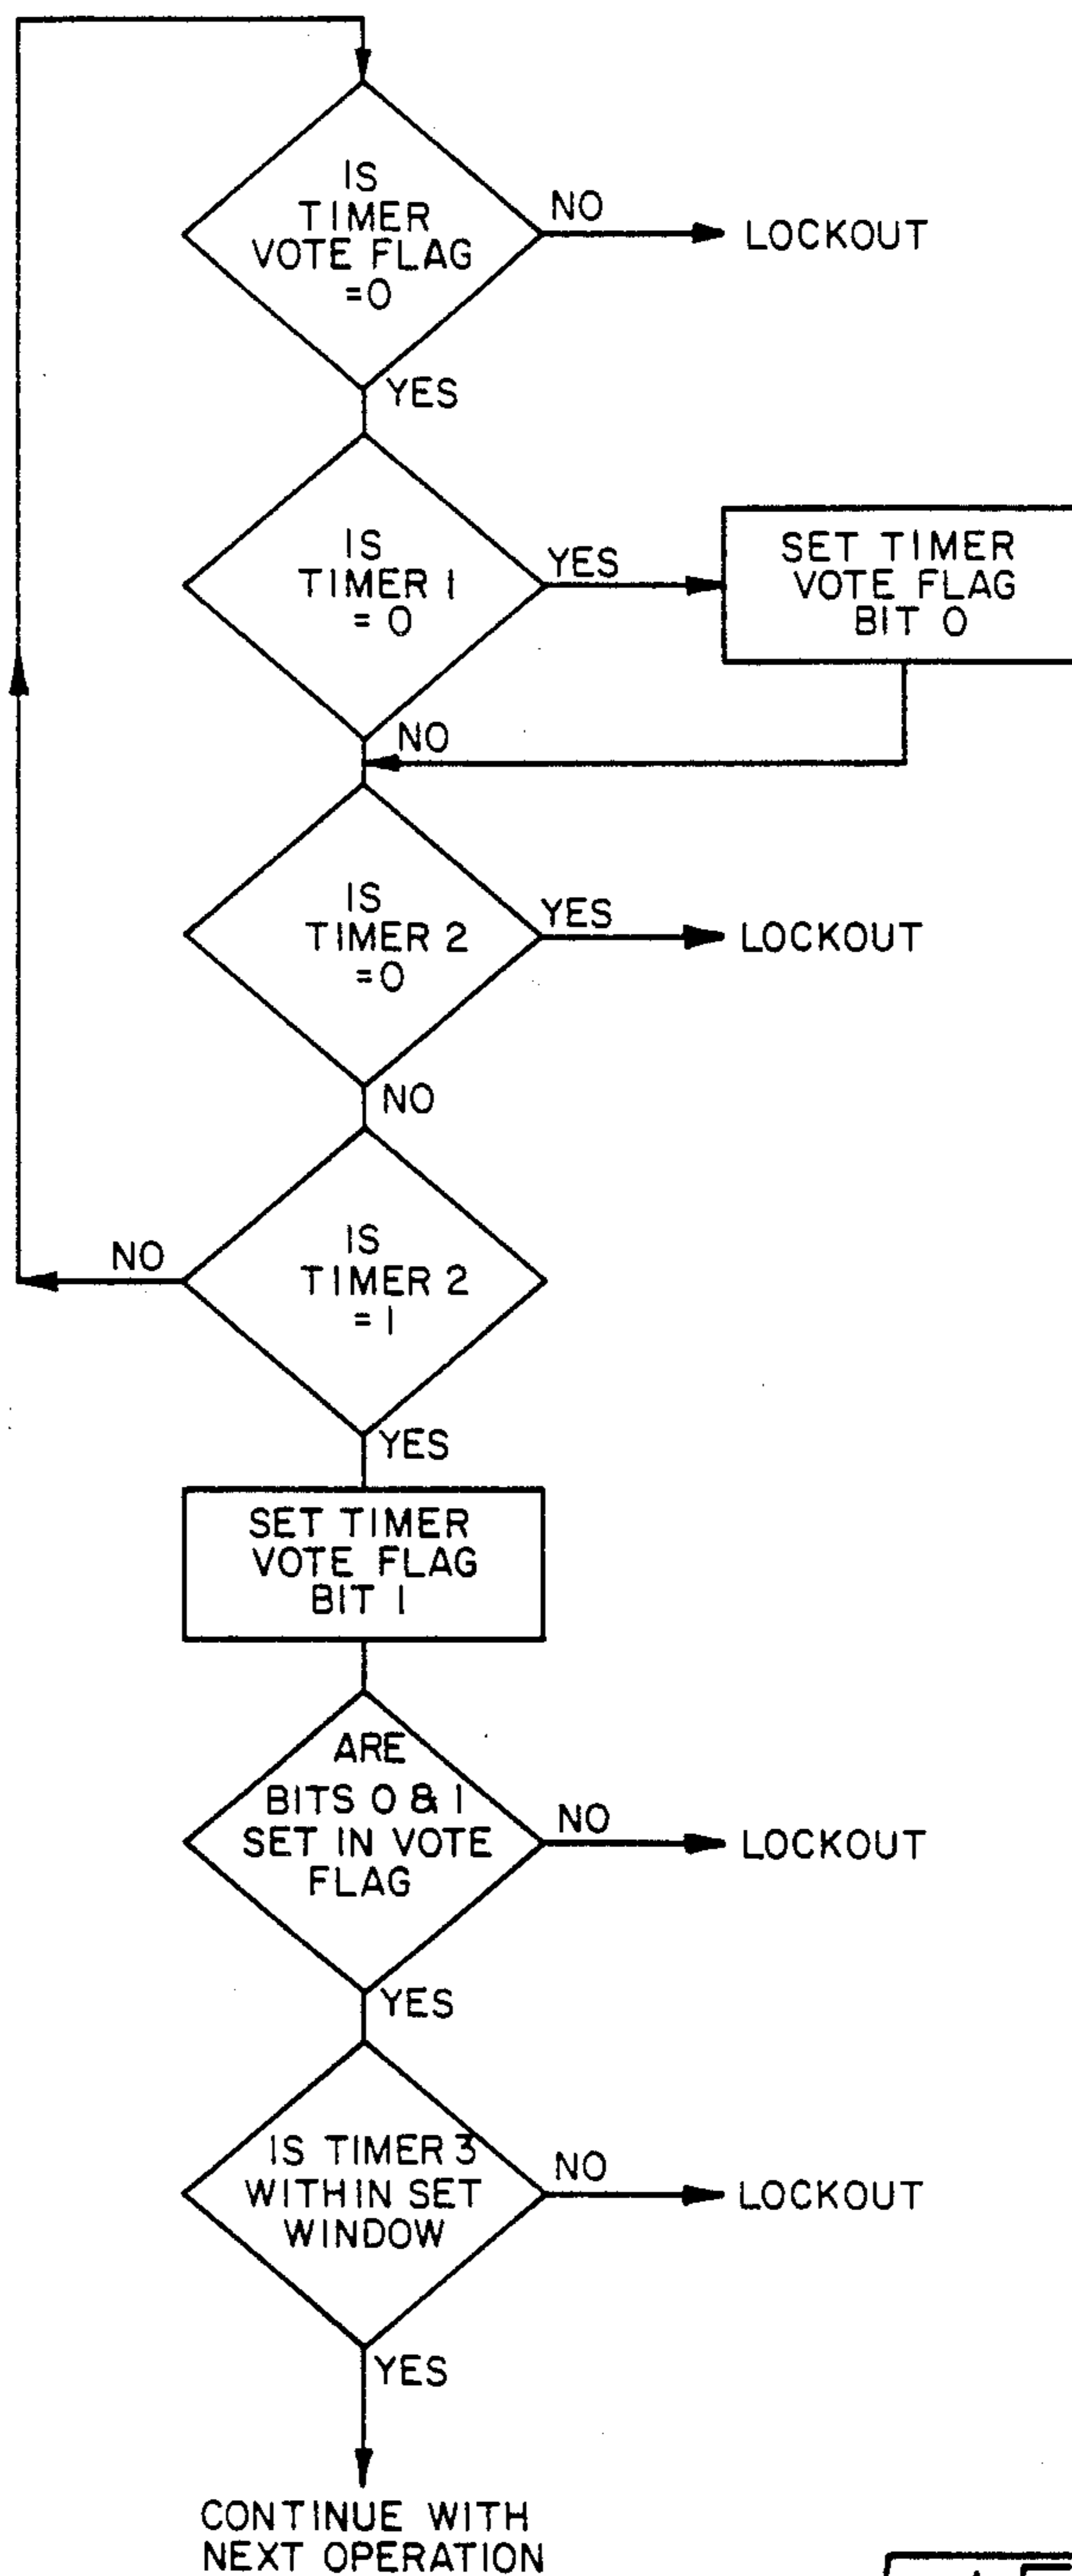 IS
TIMER
VOTE FLAG
=0
NO
LOCKOUT
YES
IS
TIMER 1
= 0
YES
SET TIMER
VOTE FLAG
BIT 0
NO
IS
TIMER 2
=0
YES
LOCKOUT
NO
IS
TIMER 2
= 1
NO
YES
SET TIMER
VOTE FLAG
BIT 1
ARE
BITS 0 & 1
SET IN VOTE
FLAG
NO
LOCKOUT
YES
IS TIMER 3
WITHIN SET
WINDOW
NO
LOCKOUT
YES
CONTINUE WITH
NEXT OPERATION